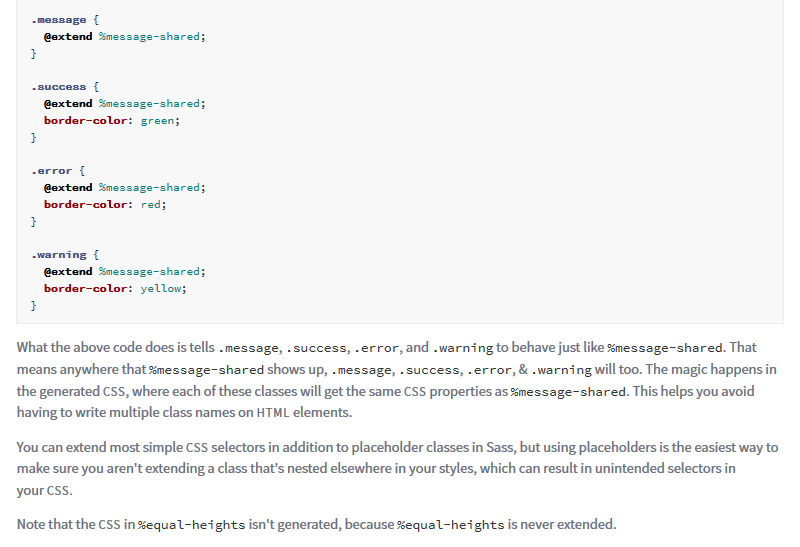 .message {
  @extend %message-shared;
}

.success {
  @extend %message-shared;
  border-color: green;
}

.error {
  @extend %message-shared;
  border-color: red;
}

.warning {
  @extend %message-shared;
  border-color: yellow;
}

What the above code does is tells .message, .success, .error, and .warning to behave just like %message-shared. That
means anywhere that %message-shared shows up, .message, .success, .error, & .warning will too. The magic happens in
the generated CSS, where each of these classes will get the same CSS properties as %message-shared. This helps you avoid
having to write multiple class names on HTML elements.

You can extend most simple CSS selectors in addition to placeholder classes in Sass, but using placeholders is the easiest way to
make sure you aren't extending a class that's nested elsewhere in your styles, which can result in unintended selectors in
your CSS.

Note that the CSS in %equal-heights isn't generated, because %equal-heights is never extended.